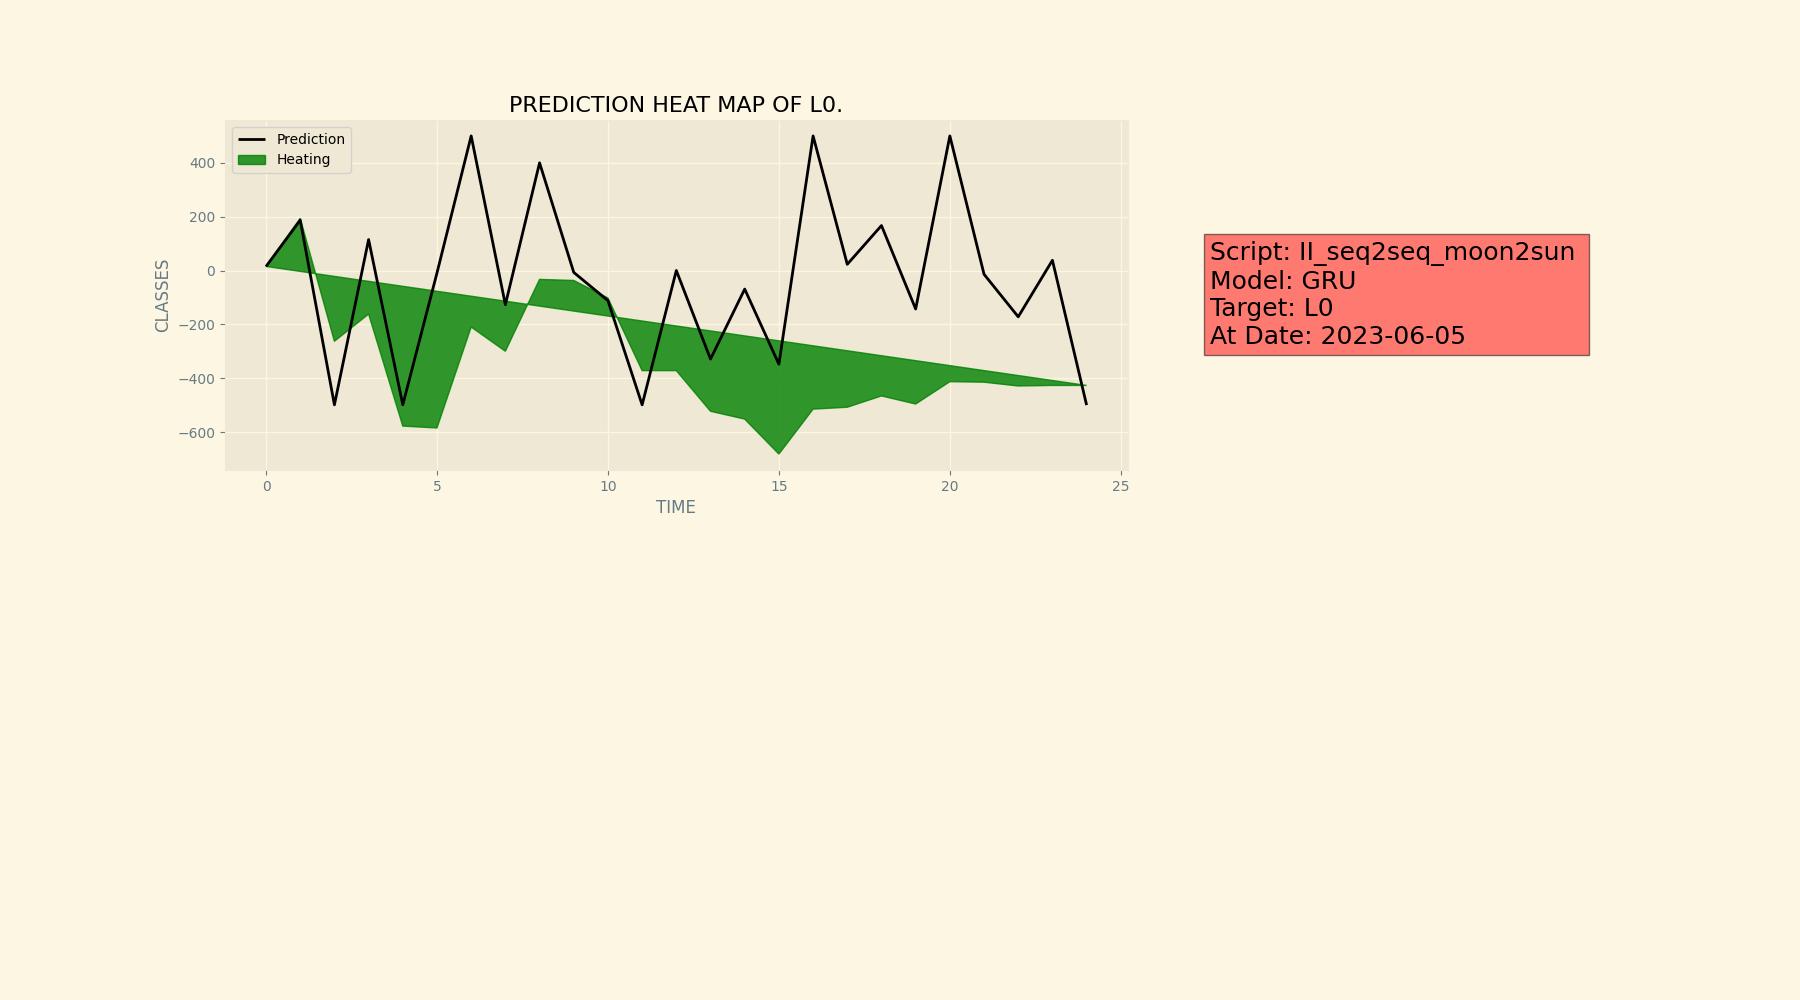 PREDICTION HEAT MAP OF L0.
Prediction
Heating
400
200
0
−200
−400
−600
CLASSES
0 5 10 15 20 25
TIME
Script: II_seq2seq_moon2sun
Model: GRU
Target: L0
At Date: 2023-06-05